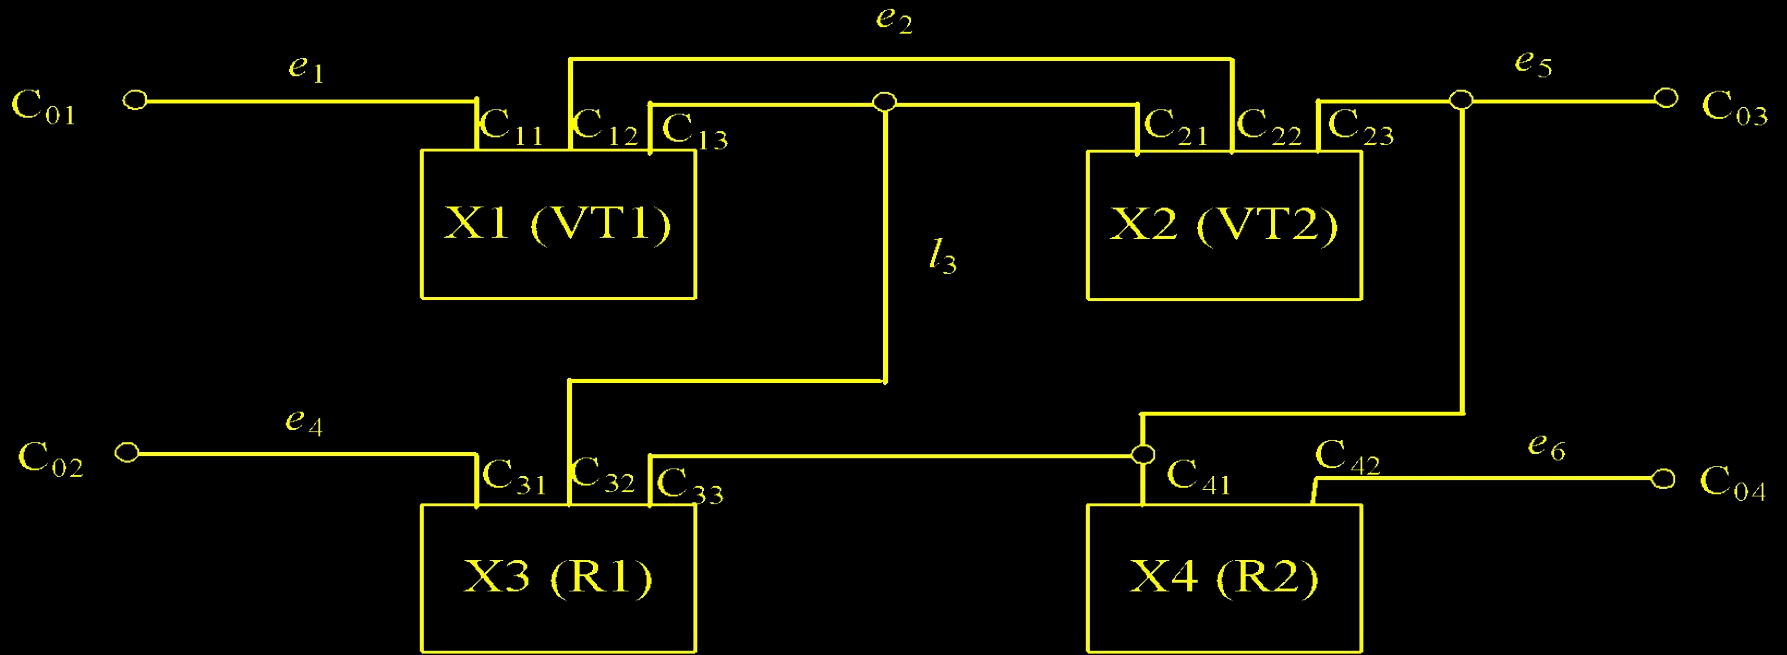 e₂
e₁
e₅
C₀₁
C₁₁ C₁₂ C₁₃ C₂₁ C₂₂ C₂₃ C₀₃
X1 (VT1) X2 (VT2)
l₃
e₄
C₀₂ C₃₁ C₃₂ C₃₃ C₄₁ C₄₂ e₆ C₀₄
X3 (R1) X4 (R2)